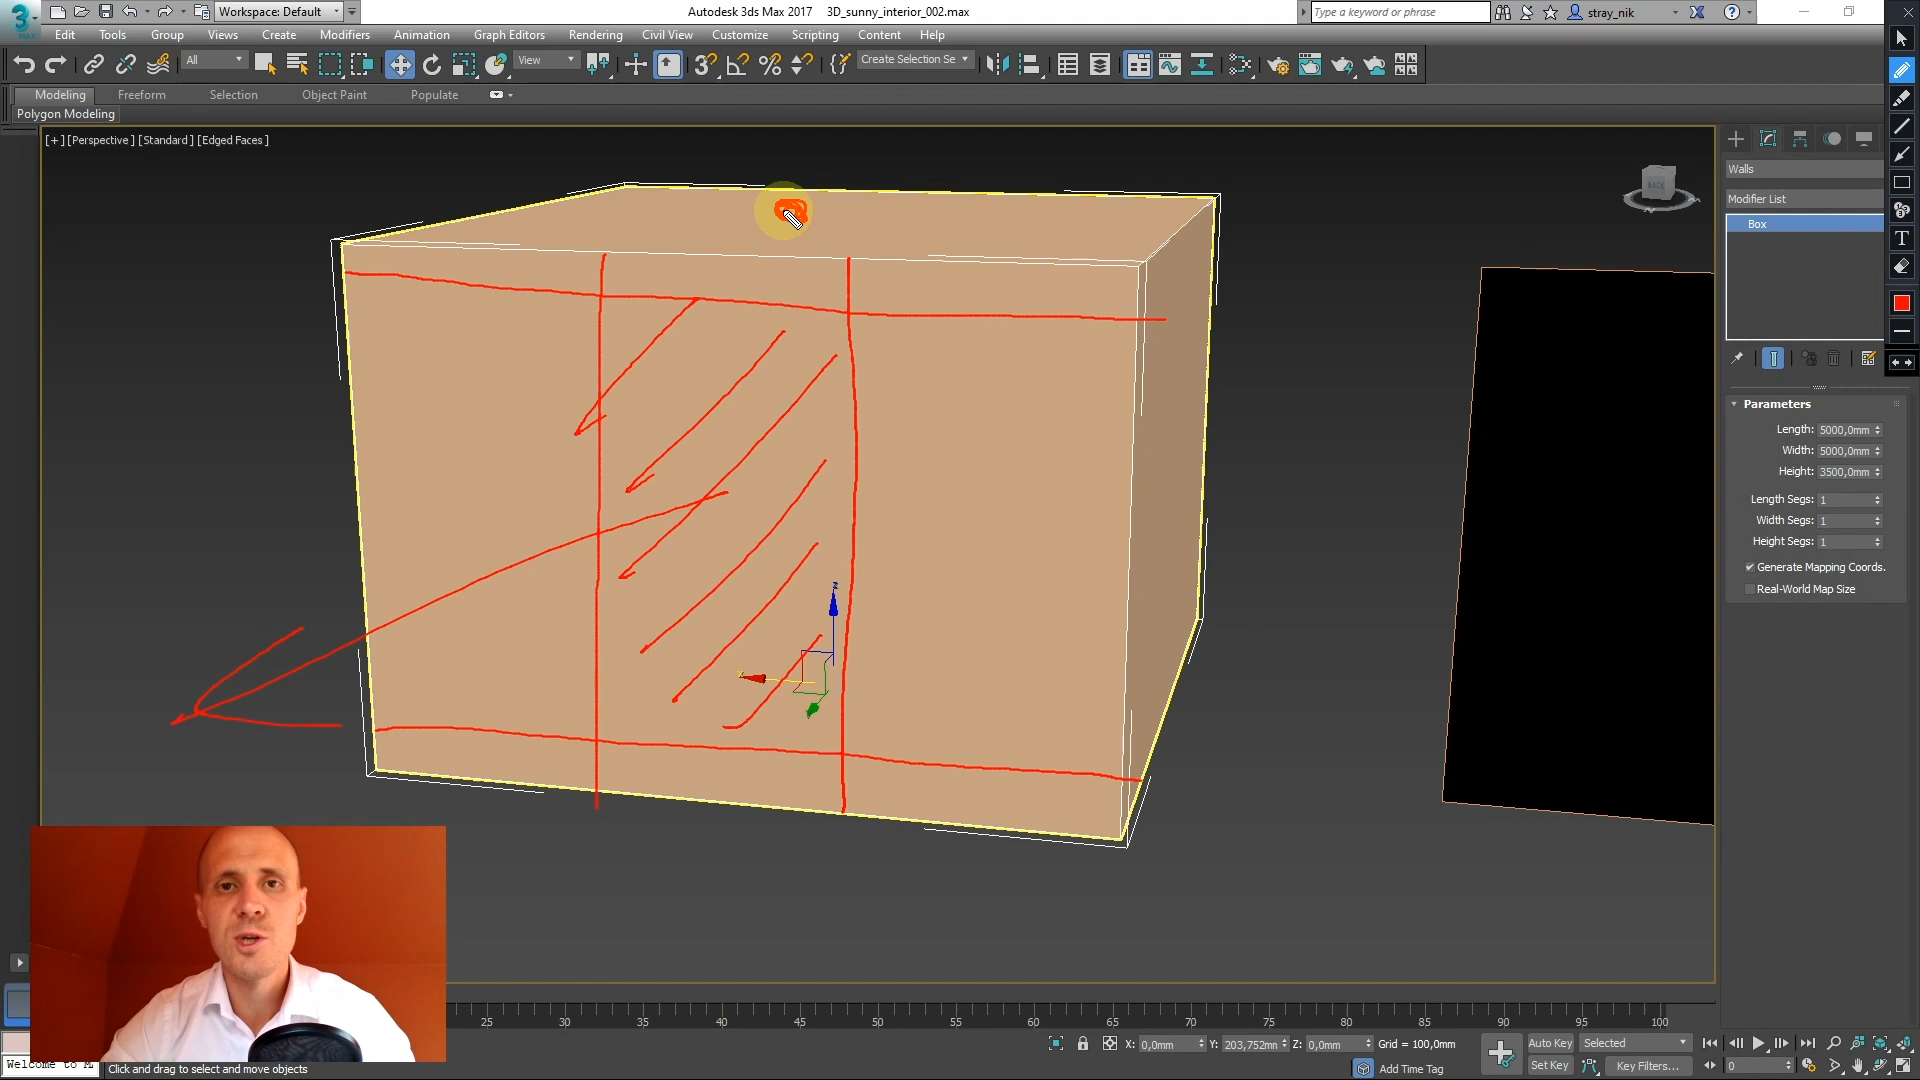 Workspace: Default
Autodesk 3ds Max 2017 3D_sunny_interior_002.max
Type a keyword or phrase
stray_nik
3
MAX
Edit Tools Group Views Create Modifiers Animation Graph Editors Rendering Civil View Customize Scripting Content Help
All
View
Create Selection Se
Modeling Freeform Selection Object Paint Populate
Polygon Modeling
[+] [Perspective] [Standard] [Edged Faces]
BACK
Walls
Modifier List
Box
Parameters
Length: 5000,0mm
Width: 5000,0mm
Height: 3500,0mm
Length Segs: 1
Width Segs: 1
Height Segs: 1
Generate Mapping Coords.
Real-World Map Size
z
25 30 35 40 45 50 55 60 65 70 75 80 85 90 95 100
X: 0,0mm Y: 203,752mm Z: 0,0mm Grid = 100,0mm
Auto Key Selected
Set Key Key Filters...
0
Welcome to M
Click and drag to select and move objects
Add Time Tag